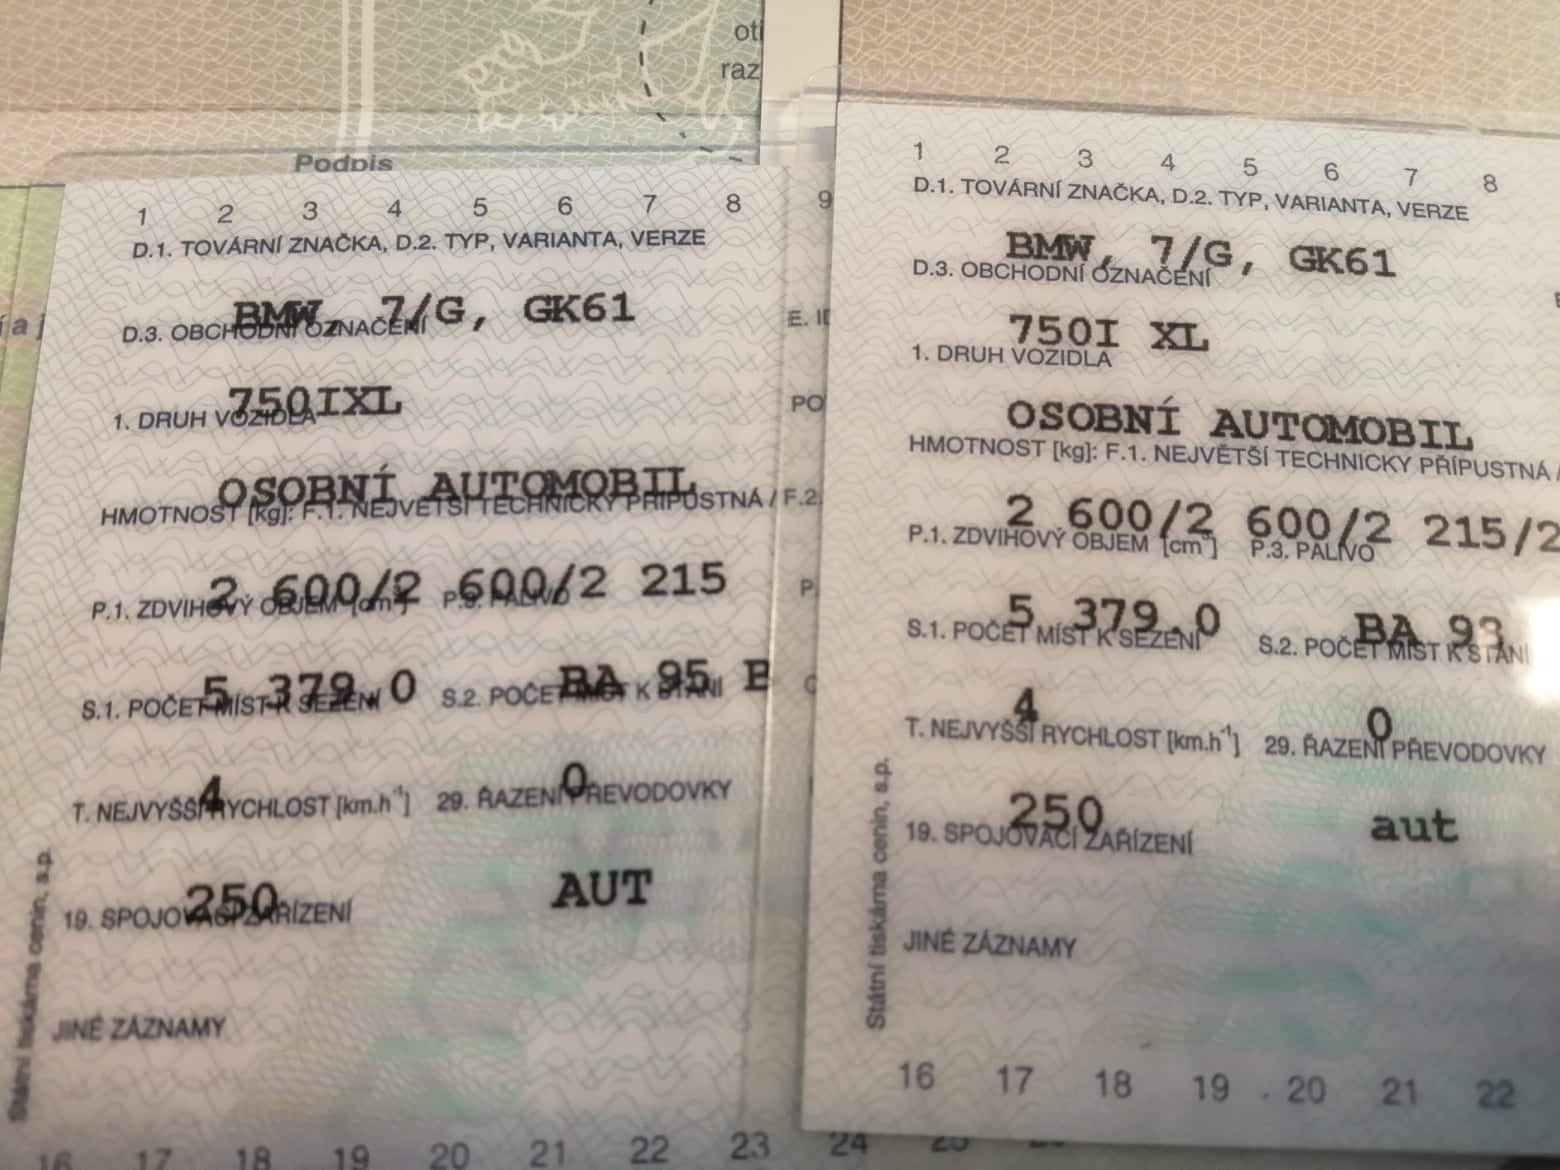 oti
raz
Podpis
í a j
1 2 3 4 5 6 7 8 9
D.1. TOVÁRNÍ ZNAČKA, D.2. TYP, VARIANTA, VERZE
BMW, 7/G, GK61
D.3. OBCHODNÍ OZNAČENÍ
E. I
750IXL
1. DRUH VOZIDLA
PO
OSOBNÍ AUTOMOBIL
HMOTNOST [kg]: F.1. NEJVĚTŠÍ TECHNICKY PŘÍPUSTNÁ / F.2.
2 600/2 600/2 215
P.1. ZDVIHOVÝ OBJEM [cm³] P.3. PALIVO
P.
5 379.0 BA 95 B
S.1. POČET MÍST K SEZENÍ S.2. POČET MÍST K STÁNÍ
4 0
T. NEJVYŠŠÍ RYCHLOST [km.h⁻¹] 29. ŘAZENÍ PŘEVODOVKY
250 AUT
19. SPOJOVACÍ ZAŘÍZENÍ
JINÉ ZÁZNAMY
Státní tiskárna cenin, s.p.
16 17 18 19 20 21 22 23 24 25
1 2 3 4 5 6 7 8
D.1. TOVÁRNÍ ZNAČKA, D.2. TYP, VARIANTA, VERZE
BMW, 7/G, GK61
D.3. OBCHODNÍ OZNAČENÍ
750I XL
1. DRUH VOZIDLA
OSOBNÍ AUTOMOBIL
HMOTNOST [kg]: F.1. NEJVĚTŠÍ TECHNICKY PŘÍPUSTNÁ /
2 600/2 600/2 215/2
P.1. ZDVIHOVÝ OBJEM [cm³] P.3. PALIVO
5 379.0 BA
S.1. POČET MÍST K SEZENÍ S.2. POČET MÍST K STÁNÍ
4 0
T. NEJVYŠŠÍ RYCHLOST [km.h⁻¹] 29. ŘAZENÍ PŘEVODOVKY
250 aut
19. SPOJOVACÍ ZAŘÍZENÍ
JINÉ ZÁZNAMY
Státní tiskárna cenin, s.p.
16 17 18 19 20 21 22